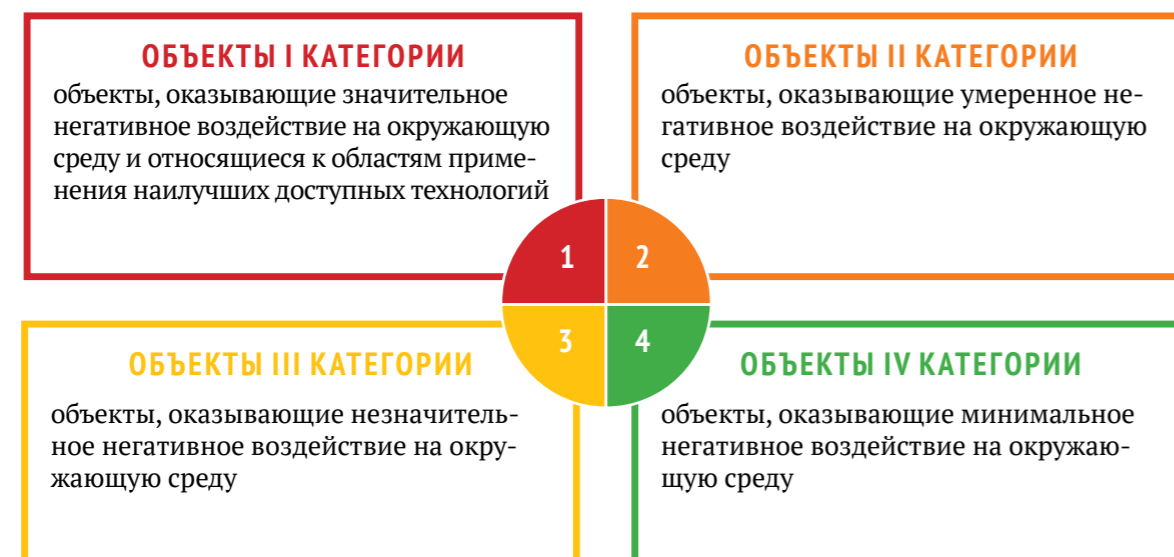 ОБЪЕКТЫ I КАТЕГОРИИ
объекты, оказывающие значительное
негативное воздействие на окружающую
среду и относящиеся к областям приме-
нения наилучших доступных технологий
ОБЪЕКТЫ II КАТЕГОРИИ
объекты, оказывающие умеренное не-
гативное воздействие на окружающую
среду
1
2
3
4
ОБЪЕКТЫ III КАТЕГОРИИ
объекты, оказывающие незначитель-
ное негативное воздействие на окру-
жающую среду
ОБЪЕКТЫ IV КАТЕГОРИИ
объекты, оказывающие минимальное
негативное воздействие на окружаю-
щую среду